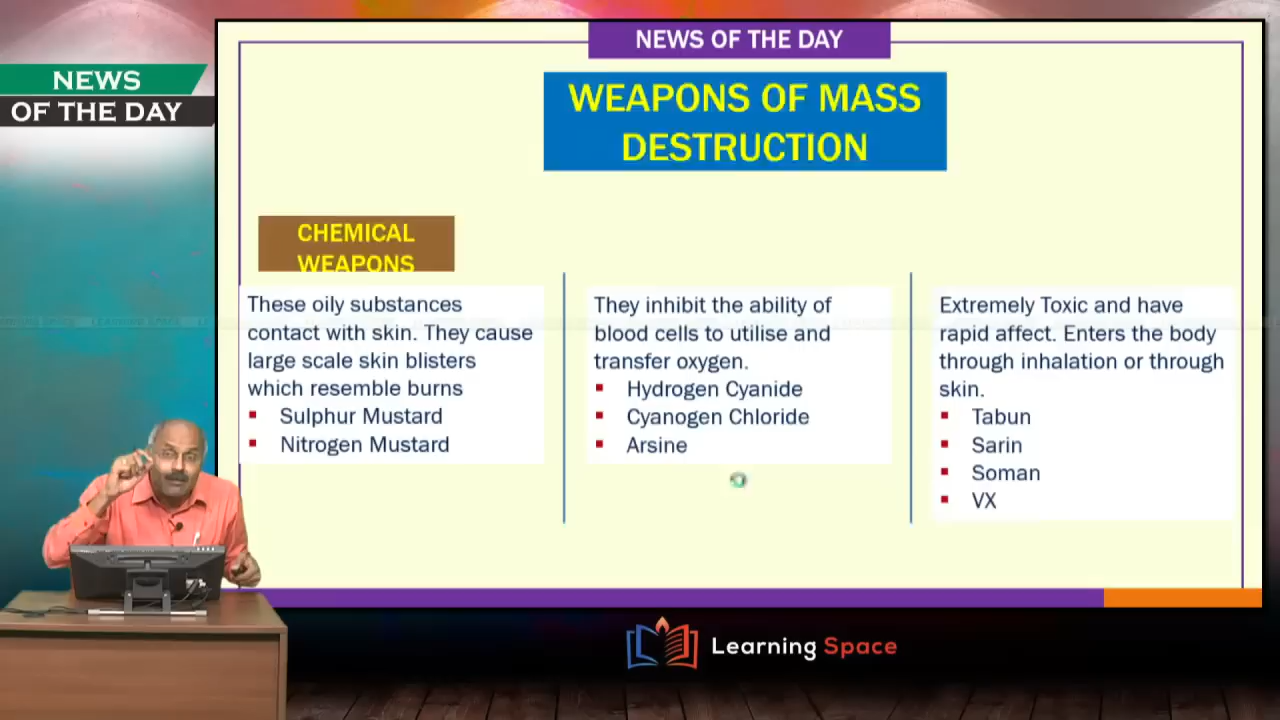 NEWS
OF THE DAY
NEWS OF THE DAY
WEAPONS OF MASS
DESTRUCTION
CHEMICAL
WEAPONS
These oily substances
contact with skin. They cause
large scale skin blisters
which resemble burns
▪ Sulphur Mustard
▪ Nitrogen Mustard
They inhibit the ability of
blood cells to utilise and
transfer oxygen.
▪ Hydrogen Cyanide
▪ Cyanogen Chloride
▪ Arsine
Extremely Toxic and have
rapid affect. Enters the body
through inhalation or through
skin.
▪ Tabun
▪ Sarin
▪ Soman
▪ VX
Learning Space